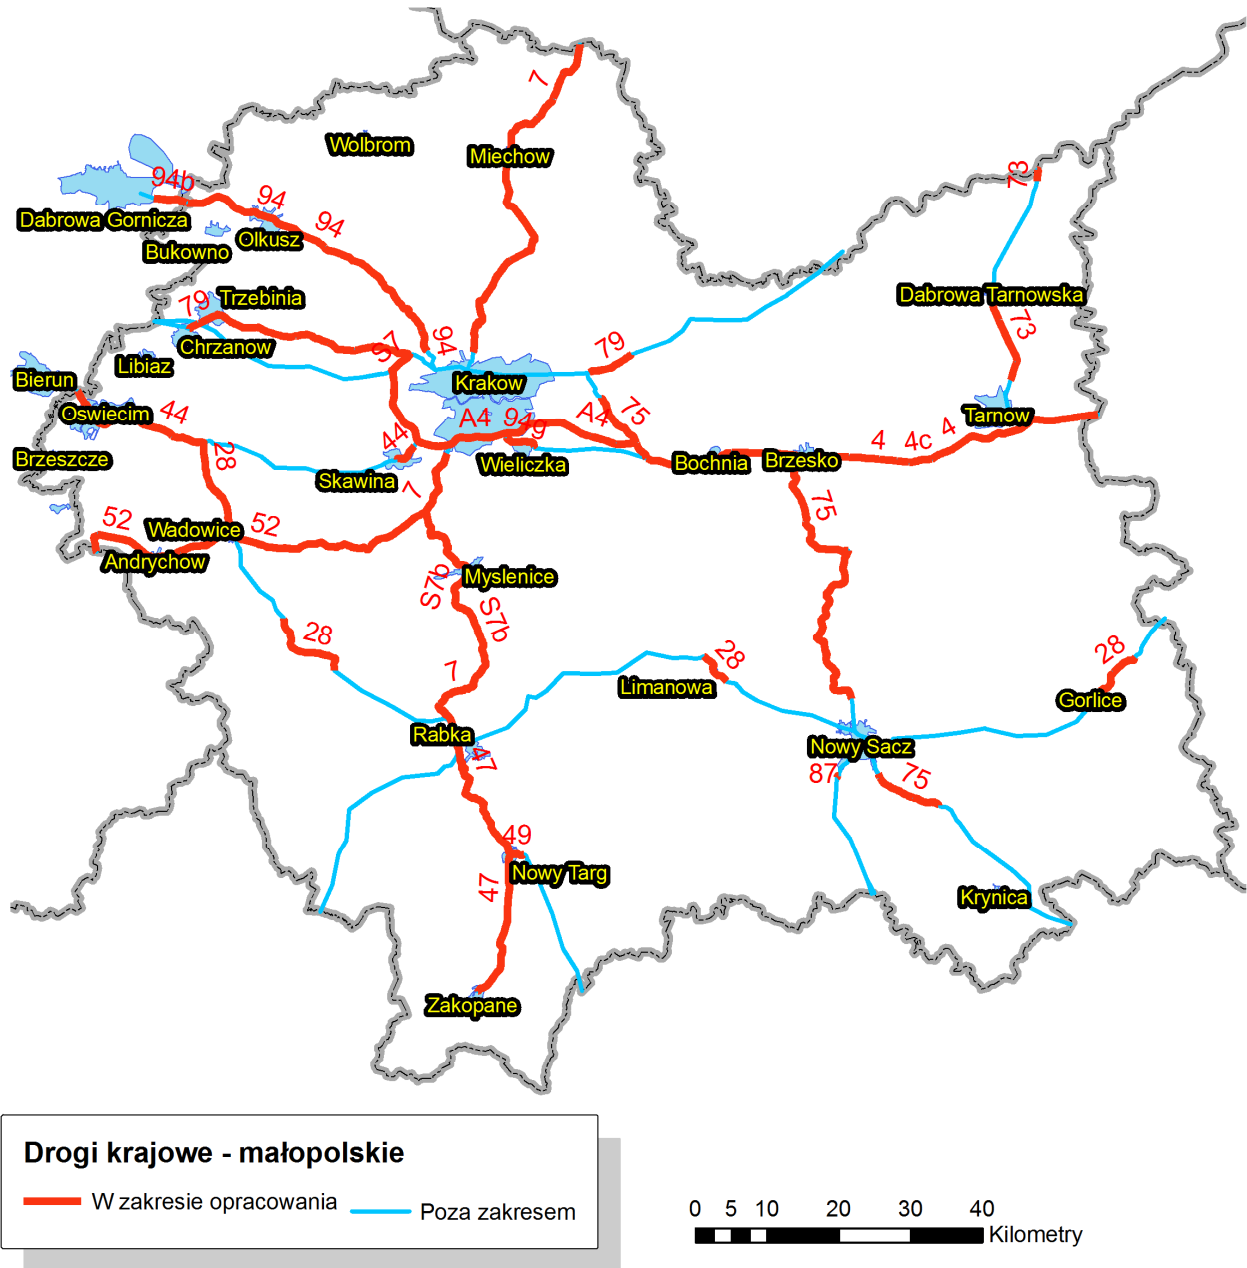 7
Wolbrom
Miechow
73
94b
94
94
Dabrowa Gornicza
Olkusz
Bukowno
79
Trzebinia
Dabrowa Tarnowska
73
S7
94
79
Chrzanow
Libiaz
Bierun
Krakow
Oswiecim
44
A4
94g
A4
75
Tarnow
28
44
4
4c
4
Brzeszcze
Skawina
Wieliczka
Bochnia
Brzesko
7
75
52
Wadowice
52
Andrychow
S7b
Myslenice
S7b
28
7
28
Limanowa
28
Gorlice
Rabka
47
Nowy Sacz
87
75
49
Nowy Targ
47
Krynica
Zakopane
Drogi krajowe - małopolskie
W zakresie opracowania
Poza zakresem
0 5 10 20 30 40
Kilometry